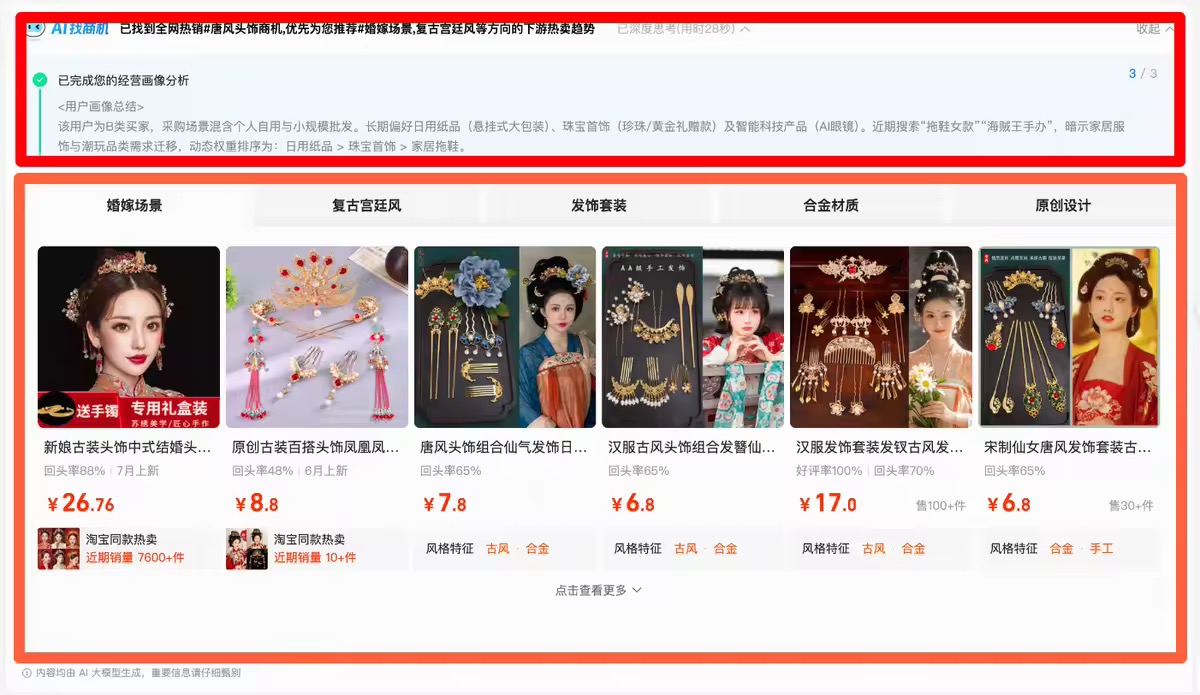 AI找商机 已找到全网热销#唐风头饰商机,优先为您推荐#婚嫁场景,复古宫廷风等方向的下游热卖趋势 已深度思考(用时28秒) 收起
已完成您的经营画像分析 3 / 3
<用户画像总结>
该用户为B类买家，采购场景混含个人自用与小规模批发。长期偏好日用纸品（悬挂式大包装）、珠宝首饰（珍珠/黄金礼赠款）及智能科技产品（AI眼镜）。近期搜索“拖鞋女款”“海贼王手办”，暗示家居服
饰与潮玩品类需求迁移，动态权重排序为：日用纸品 > 珠宝首饰 > 家居拖鞋。
婚嫁场景 复古宫廷风 发饰套装 合金材质 原创设计
AA级手工发饰
送手镯 专用礼盒装
苏绣美学/匠心手作
新娘古装头饰中式结婚头... 原创古装百搭头饰凤凰凤... 唐风头饰组合仙气发饰日... 汉服古风头饰组合发簪仙... 汉服发饰套装发钗古风发... 宋制仙女唐风发饰套装古...
回头率88% 7月上新 回头率48% 6月上新 回头率65% 回头率65% 好评率100% 回头率70% 回头率65%
¥26.76 ¥8.8 ¥7.8 ¥6.8 ¥17.0 售100+件 ¥6.8 售30+件
淘宝同款热卖 淘宝同款热卖
近期销量 7600+件 近期销量 10+件
风格特征 古风 · 合金 风格特征 古风 · 合金 风格特征 古风 · 合金 风格特征 合金 · 手工
点击查看更多
内容均由 AI 大模型生成，重要信息请仔细甄别